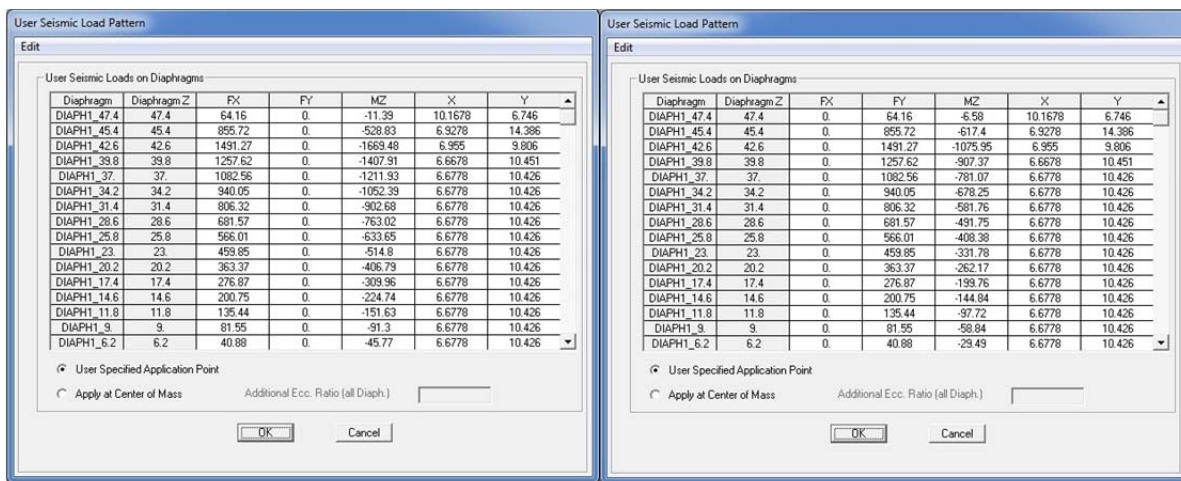 User Seismic Load Pattern
Edit
User Seismic Loads on Diaphragms
Diaphragm Diaphragm Z FX FY MZ X Y
DIAPH1_47.4 47.4 64.16 0. -11.39 10.1678 6.746
DIAPH1_45.4 45.4 855.72 0. -528.83 6.9278 14.386
DIAPH1_42.6 42.6 1491.27 0. -1669.48 6.955 9.806
DIAPH1_39.8 39.8 1257.62 0. -1407.91 6.6678 10.451
DIAPH1_37. 37. 1082.56 0. -1211.93 6.6778 10.426
DIAPH1_34.2 34.2 940.05 0. -1052.39 6.6778 10.426
DIAPH1_31.4 31.4 806.32 0. -902.68 6.6778 10.426
DIAPH1_28.6 28.6 681.57 0. -763.02 6.6778 10.426
DIAPH1_25.8 25.8 566.01 0. -633.65 6.6778 10.426
DIAPH1_23. 23. 459.85 0. -514.8 6.6778 10.426
DIAPH1_20.2 20.2 363.37 0. -406.79 6.6778 10.426
DIAPH1_17.4 17.4 276.87 0. -309.96 6.6778 10.426
DIAPH1_14.6 14.6 200.75 0. -224.74 6.6778 10.426
DIAPH1_11.8 11.8 135.44 0. -151.63 6.6778 10.426
DIAPH1_9. 9. 81.55 0. -91.3 6.6778 10.426
DIAPH1_6.2 6.2 40.88 0. -45.77 6.6778 10.426
User Specified Application Point
Apply at Center of Mass Additional Ecc. Ratio (all Diaph.)
OK Cancel
User Seismic Load Pattern
Edit
User Seismic Loads on Diaphragms
Diaphragm Diaphragm Z FX FY MZ X Y
DIAPH1_47.4 47.4 0. 64.16 -6.58 10.1678 6.746
DIAPH1_45.4 45.4 0. 855.72 -617.4 6.9278 14.386
DIAPH1_42.6 42.6 0. 1491.27 -1075.95 6.955 9.806
DIAPH1_39.8 39.8 0. 1257.62 -907.37 6.6678 10.451
DIAPH1_37. 37. 0. 1082.56 -781.07 6.6778 10.426
DIAPH1_34.2 34.2 0. 940.05 -678.25 6.6778 10.426
DIAPH1_31.4 31.4 0. 806.32 -581.76 6.6778 10.426
DIAPH1_28.6 28.6 0. 681.57 -491.75 6.6778 10.426
DIAPH1_25.8 25.8 0. 566.01 -408.38 6.6778 10.426
DIAPH1_23. 23. 0. 459.85 -331.78 6.6778 10.426
DIAPH1_20.2 20.2 0. 363.37 -262.17 6.6778 10.426
DIAPH1_17.4 17.4 0. 276.87 -199.76 6.6778 10.426
DIAPH1_14.6 14.6 0. 200.75 -144.84 6.6778 10.426
DIAPH1_11.8 11.8 0. 135.44 -97.72 6.6778 10.426
DIAPH1_9. 9. 0. 81.55 -58.84 6.6778 10.426
DIAPH1_6.2 6.2 0. 40.88 -29.49 6.6778 10.426
User Specified Application Point
Apply at Center of Mass Additional Ecc. Ratio (all Diaph.)
OK Cancel